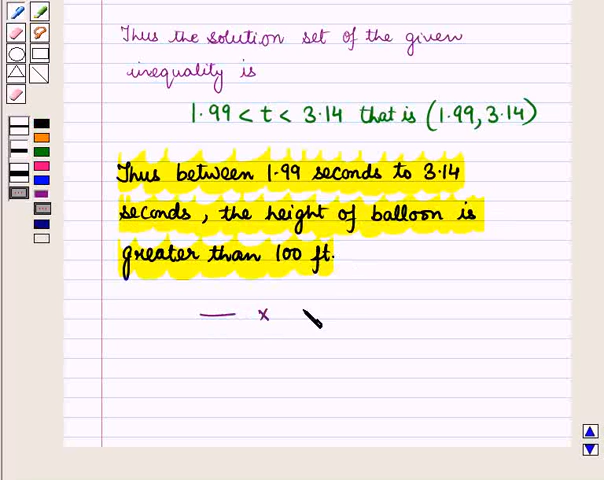 Thus the solution set of the given
inequality is
1.99 < t < 3.14 that is (1.99, 3.14)
Thus between 1.99 seconds to 3.14
seconds, the height of balloon is
greater than 100 ft.
— x